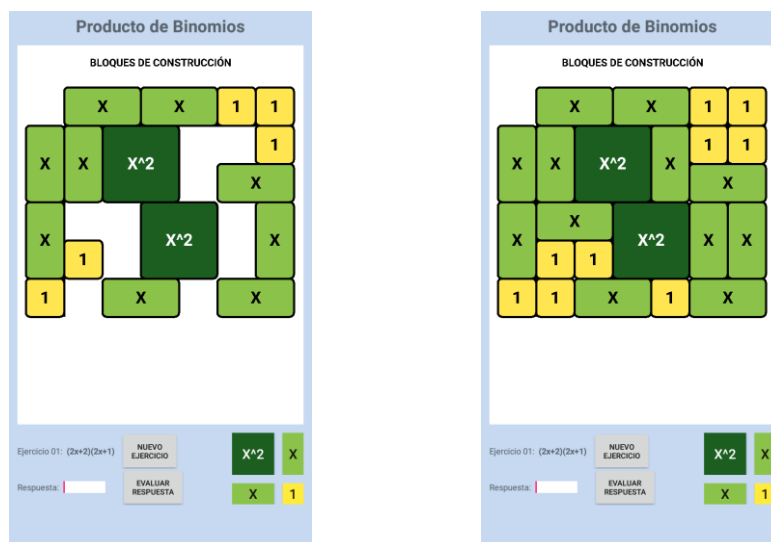 Producto de Binomios
BLOQUES DE CONSTRUCCIÓN
X X 1 1
X X X^2 1
X
X X^2 X
1
1 X X
Ejercicio 01: (2x+2)(2x+1)
NUEVO
EJERCICIO
X^2 X
Respuesta:
EVALUAR
RESPUESTA
X 1
Producto de Binomios
BLOQUES DE CONSTRUCCIÓN
X X 1 1
X X X^2 X 1 1
X
X X X^2 X X
1 1
1 1 X 1 X
Ejercicio 01: (2x+2)(2x+1)
NUEVO
EJERCICIO
X^2 X
Respuesta:
EVALUAR
RESPUESTA
X 1